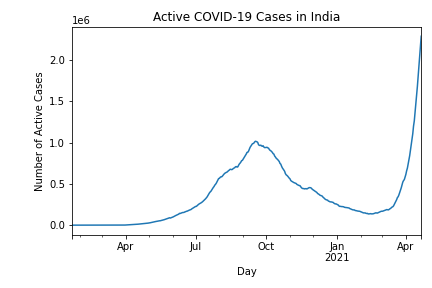 Active COVID-19 Cases in India
1e6
2.0
1.5
1.0
0.5
0.0
Number of Active Cases
Apr Jul Oct Jan Apr
2021
Day